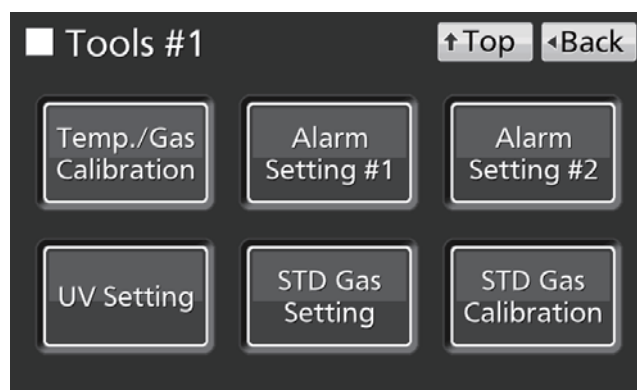 Tools #1
Top
Back
Temp./Gas
Calibration
Alarm
Setting #1
Alarm
Setting #2
UV Setting
STD Gas
Setting
STD Gas
Calibration